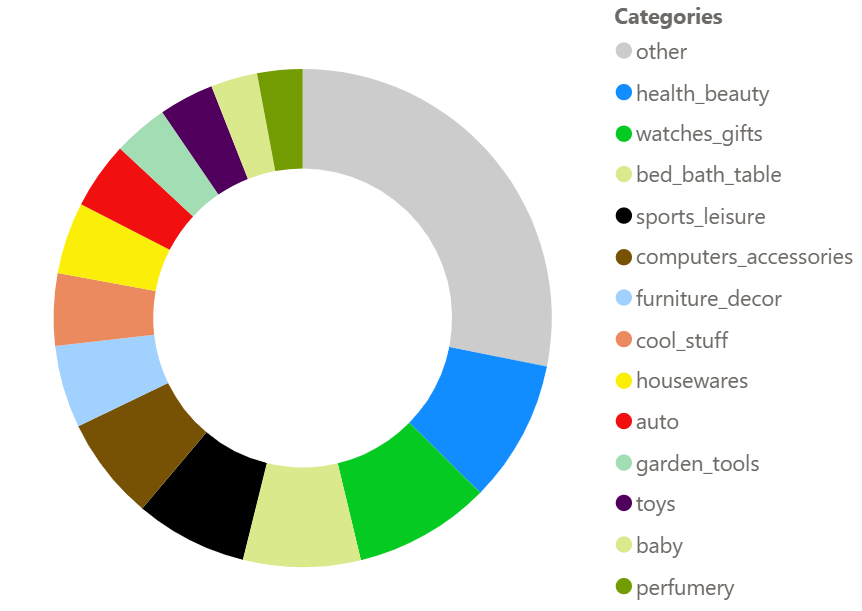 Categories
other
health_beauty
watches_gifts
bed_bath_table
sports_leisure
computers_accessories
furniture_decor
cool_stuff
housewares
auto
garden_tools
toys
baby
perfumery